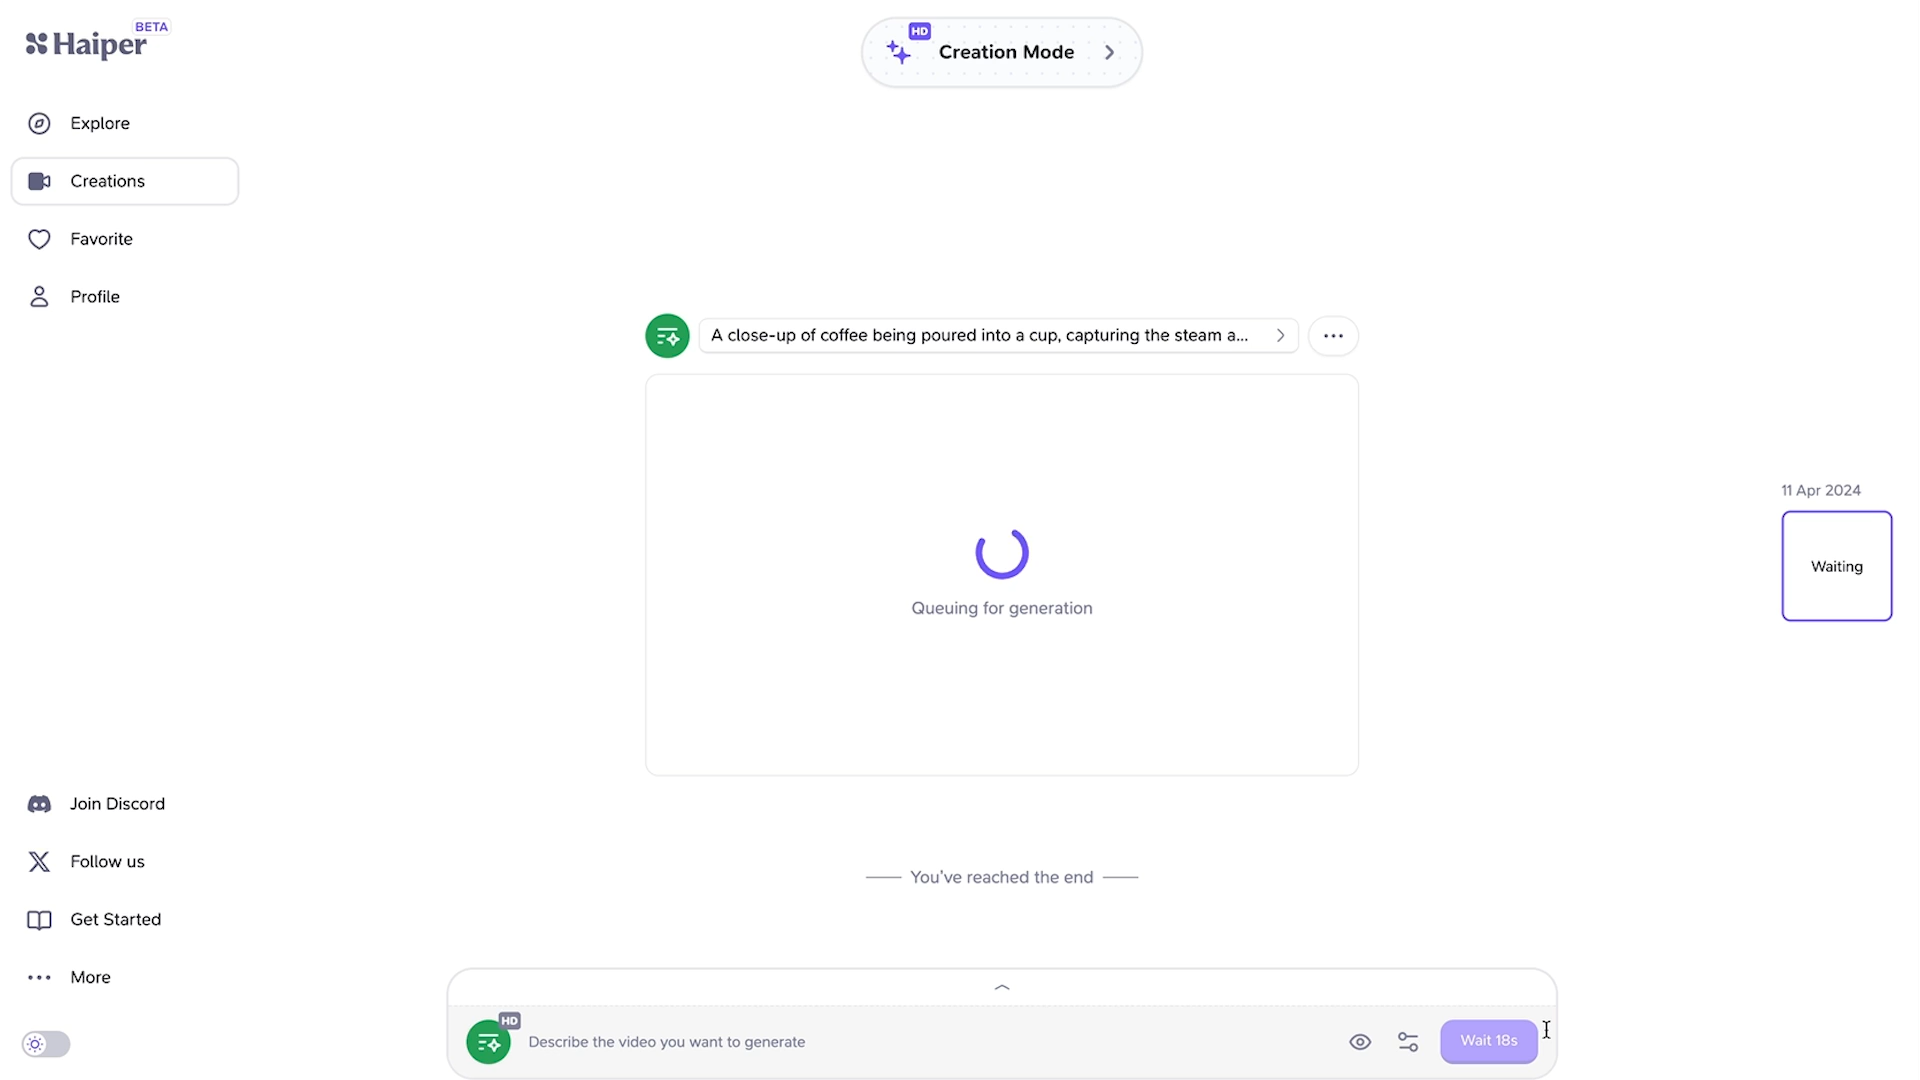 Haiper
BETA
Explore
Creations
Favorite
Profile
HD
Creation Mode
A close-up of coffee being poured into a cup, capturing the steam a...
Queuing for generation
11 Apr 2024
Waiting
You've reached the end
Join Discord
Follow us
Get Started
More
HD
Describe the video you want to generate
Wait 18s